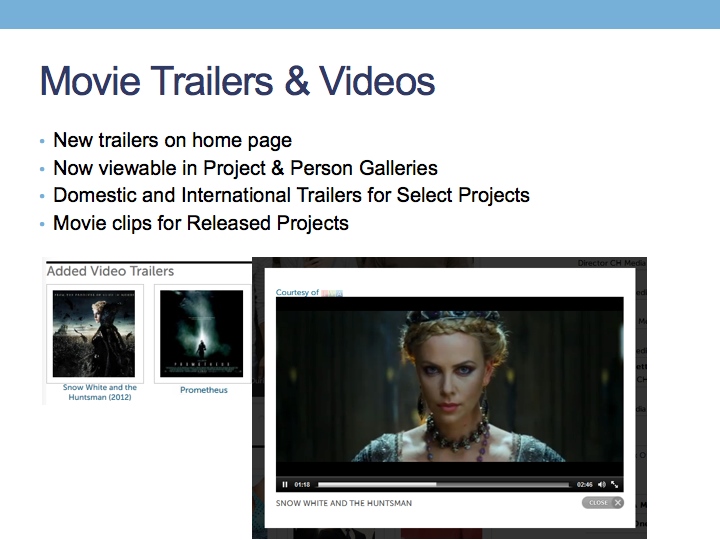 Movie Trailers & Videos
New trailers on home page
Now viewable in Project & Person Galleries
Domestic and International Trailers for Select Projects
Movie clips for Released Projects
Added Video Trailers
Snow White and the
Huntsman (2012)
PROMETHEUS
Prometheus
Director CH Media
Courtesy of
01:18
02:46
SNOW WHITE AND THE HUNTSMAN
CLOSE